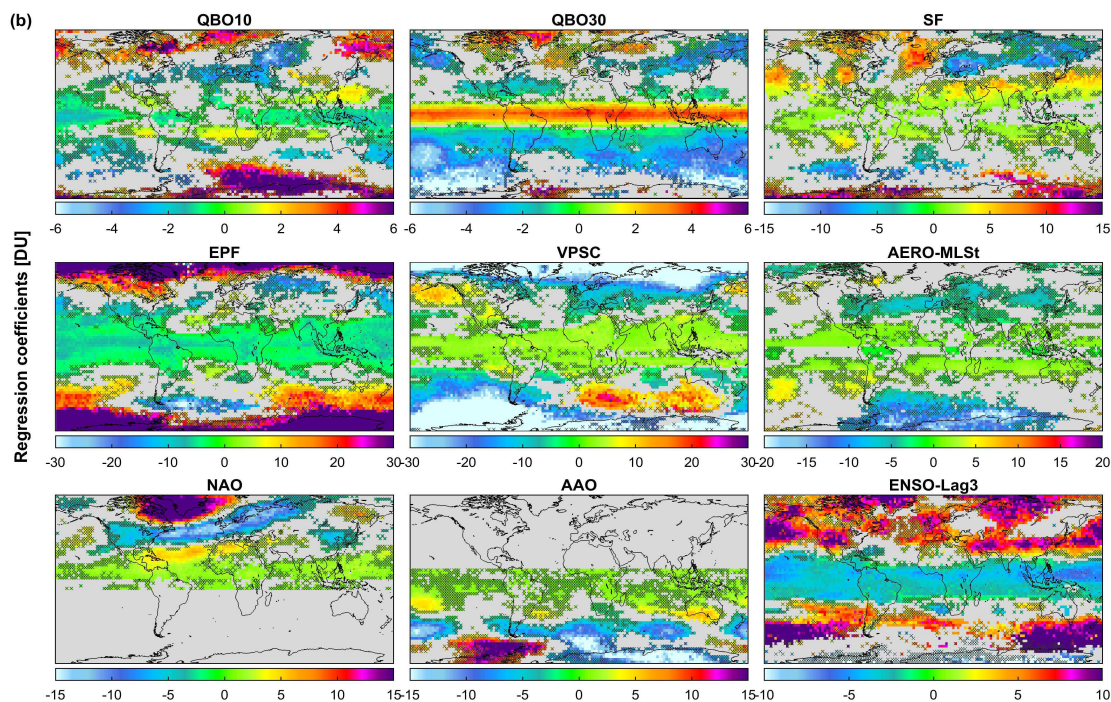 (b)
QBO10 QBO30 SF
-6 -4 -2 0 2 4 6 -6 -4 -2 0 2 4 6 -15 -10 -5 0 5 10 15
Regression coefficients [DU]
EPF VPSC AERO-MLSt
-30 -20 -10 0 10 20 30 -30 -20 -10 0 10 20 30 -20 -15 -10 -5 0 5 10 15 20
NAO AAO ENSO-Lag3
-15 -10 -5 0 5 10 15 -15 -10 -5 0 5 10 15 -10 -5 0 5 10